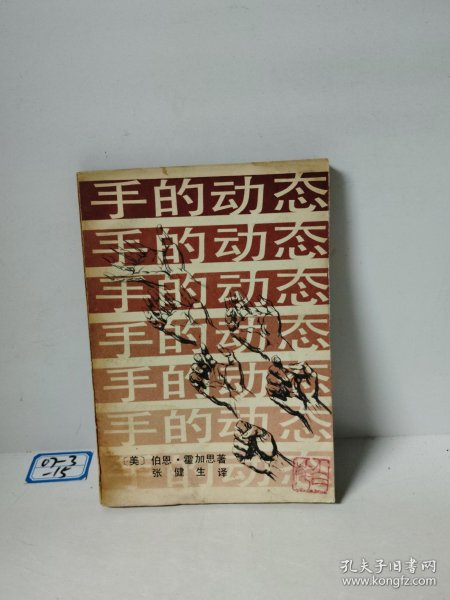 手的动态
手的动态
手的动态
手的动态
手的动态
手的动态
〔美〕伯恩·霍加思著
张健生译
07-3
-15
孔夫子旧书网
www.kongfz.com